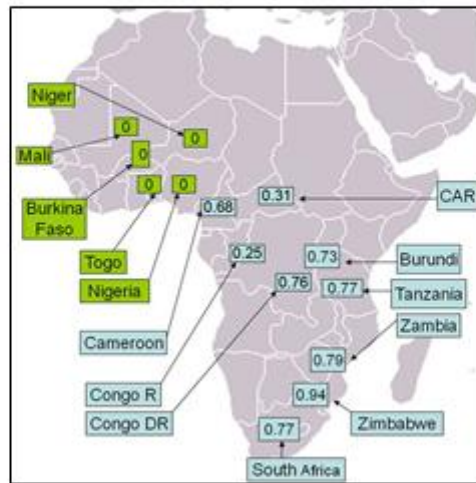 Niger
0
0
Mali
0
0
0
Burkina
Faso
0.68
0.31
CAR
Togo
Nigeria
0.25
0.73
Burundi
0.76
0.77
Tanzania
Cameroon
Zambia
0.79
Congo R
0.94
Congo DR
Zimbabwe
0.77
South Africa